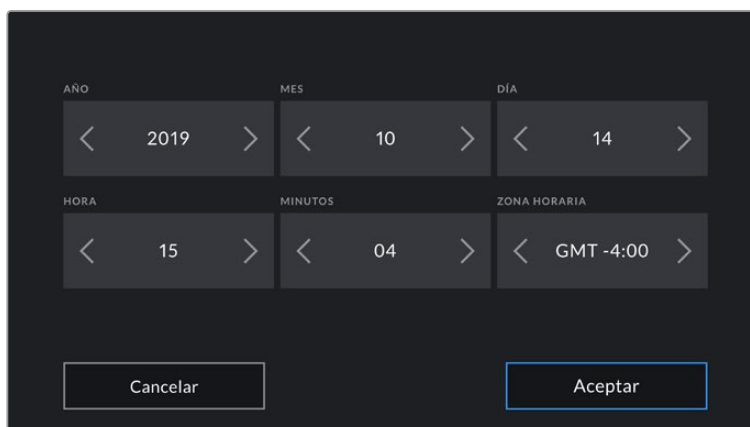 AÑO MES DÍA
2019 10 14
HORA MINUTOS ZONA HORARIA
15 04 GMT -4:00
Cancelar Aceptar